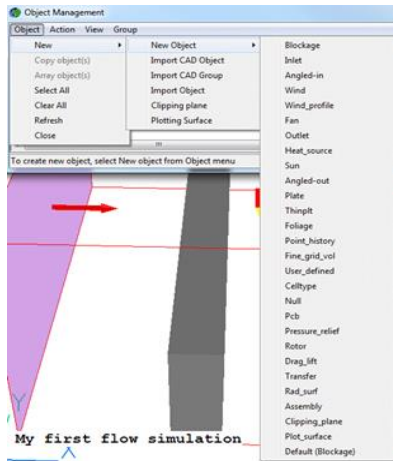 Object Management
Object Action View Group
New
Copy object(s)
Array object(s)
Select All
Clear All
Refresh
Close
New Object
Import CAD Object
Import CAD Group
Import Object
Clipping plane
Plotting Surface
Blockage
Inlet
Angled-in
Wind
Wind_profile
Fan
Outlet
Heat_source
Sun
Angled-out
Plate
Thinplt
Foliage
Point_history
Fine_grid_vol
User_defined
Celltype
Null
Pcb
Pressure_relief
Rotor
Drag_lift
Transfer
Rad_surf
Assembly
Clipping_plane
Plot_surface
Default (Blockage)
To create new object, select New object from Object menu
Y
My first flow simulation
X